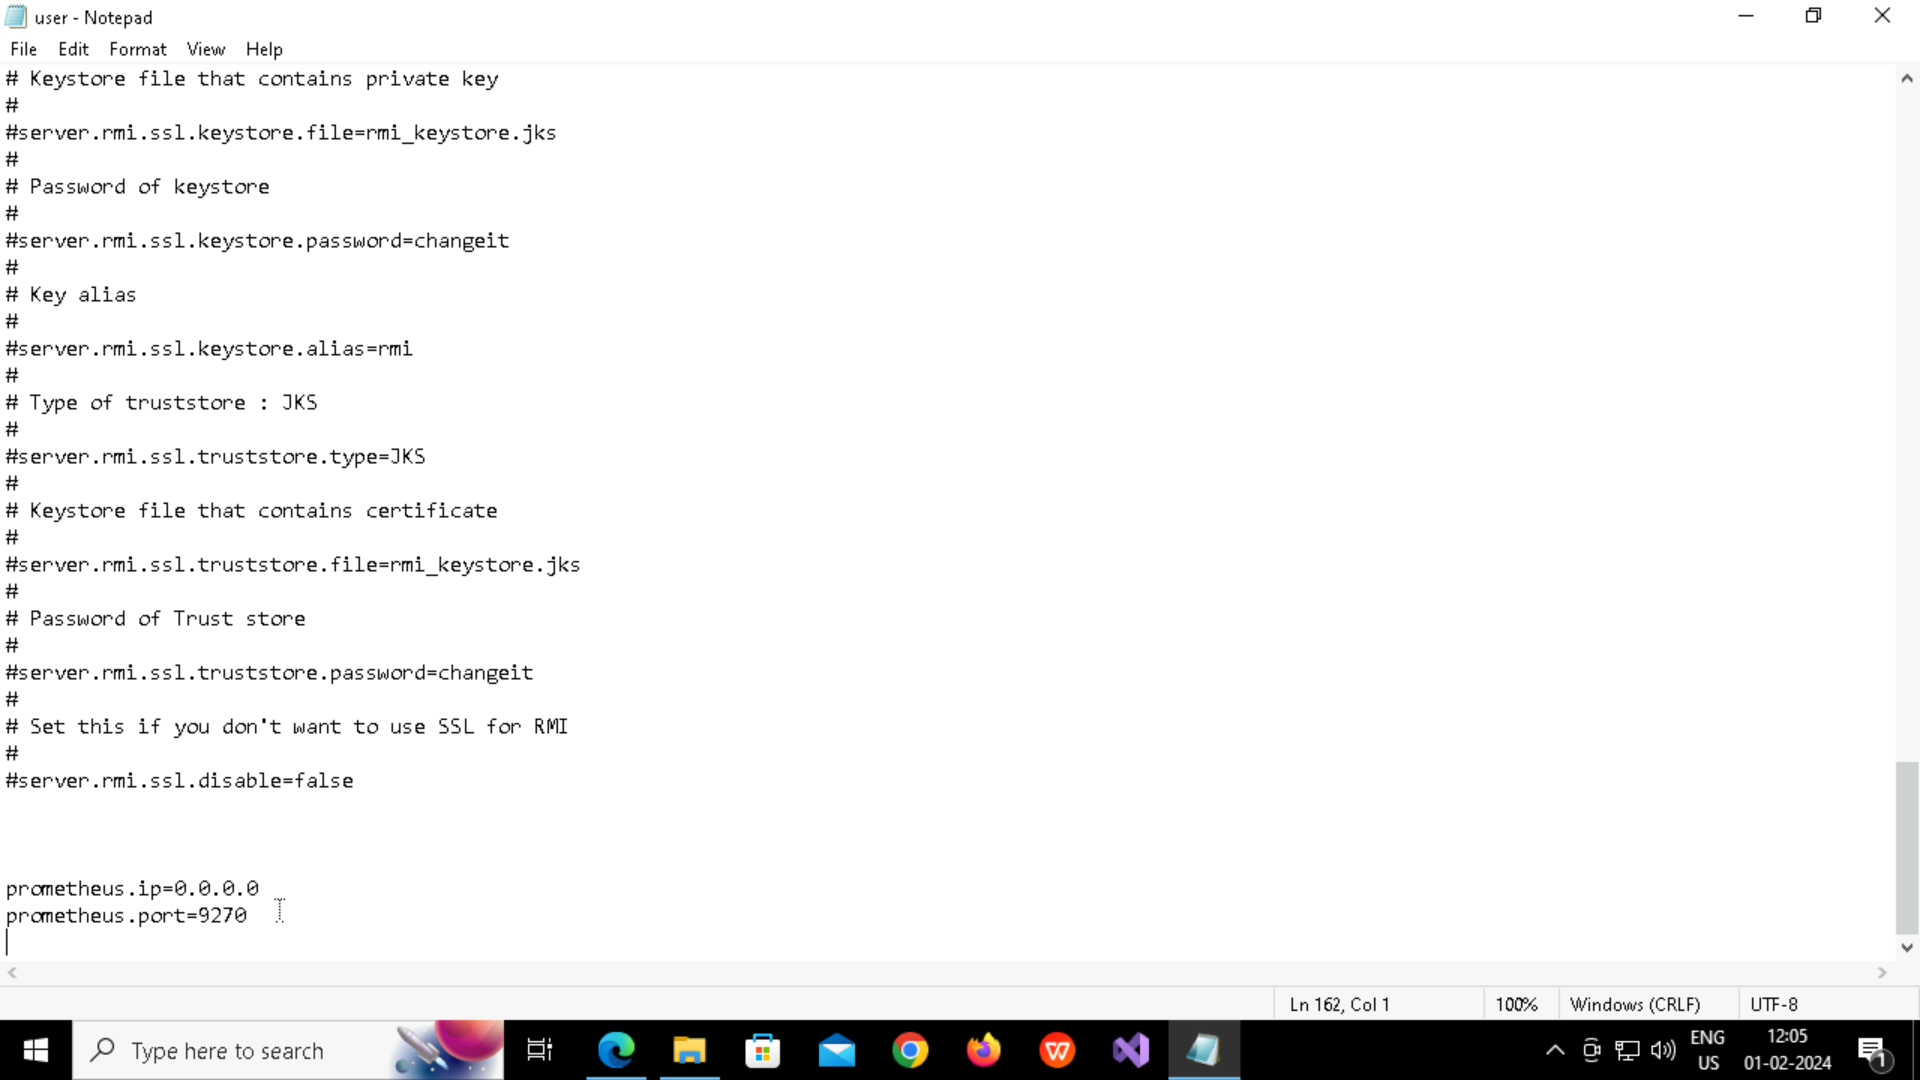 user - Notepad
File Edit Format View Help
# Keystore file that contains private key
#
#server.rmi.ssl.keystore.file=rmi_keystore.jks
#
# Password of keystore
#
#server.rmi.ssl.keystore.password=changeit
#
# Key alias
#
#server.rmi.ssl.keystore.alias=rmi
#
# Type of truststore : JKS
#
#server.rmi.ssl.truststore.type=JKS
#
# Keystore file that contains certificate
#
#server.rmi.ssl.truststore.file=rmi_keystore.jks
#
# Password of Trust store
#
#server.rmi.ssl.truststore.password=changeit
#
# Set this if you don't want to use SSL for RMI
#
#server.rmi.ssl.disable=false
prometheus.ip=0.0.0.0
prometheus.port=9270
Ln 162, Col 1 100% Windows (CRLF) UTF-8
Type here to search
ENG
US
12:05
01-02-2024
1